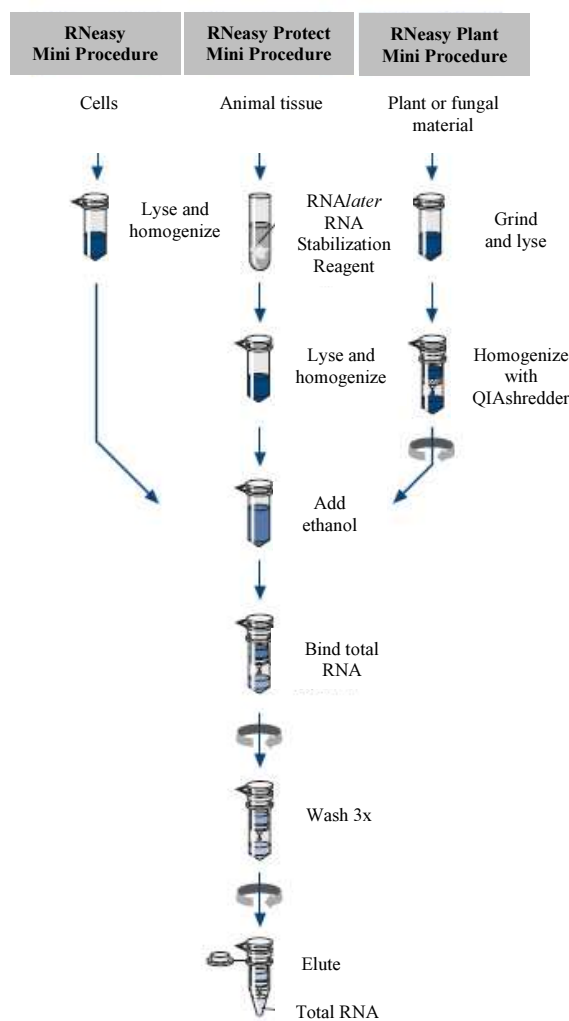 RNeasy
Mini Procedure
RNeasy Protect
Mini Procedure
RNeasy Plant
Mini Procedure
Cells
Animal tissue
Plant or fungal
material
Lyse and
homogenize
RNAlater
RNA
Stabilization
Reagent
Grind
and lyse
Lyse and
homogenize
Homogenize
with
QIAshredder
Add
ethanol
Bind total
RNA
Wash 3x
Elute
Total RNA